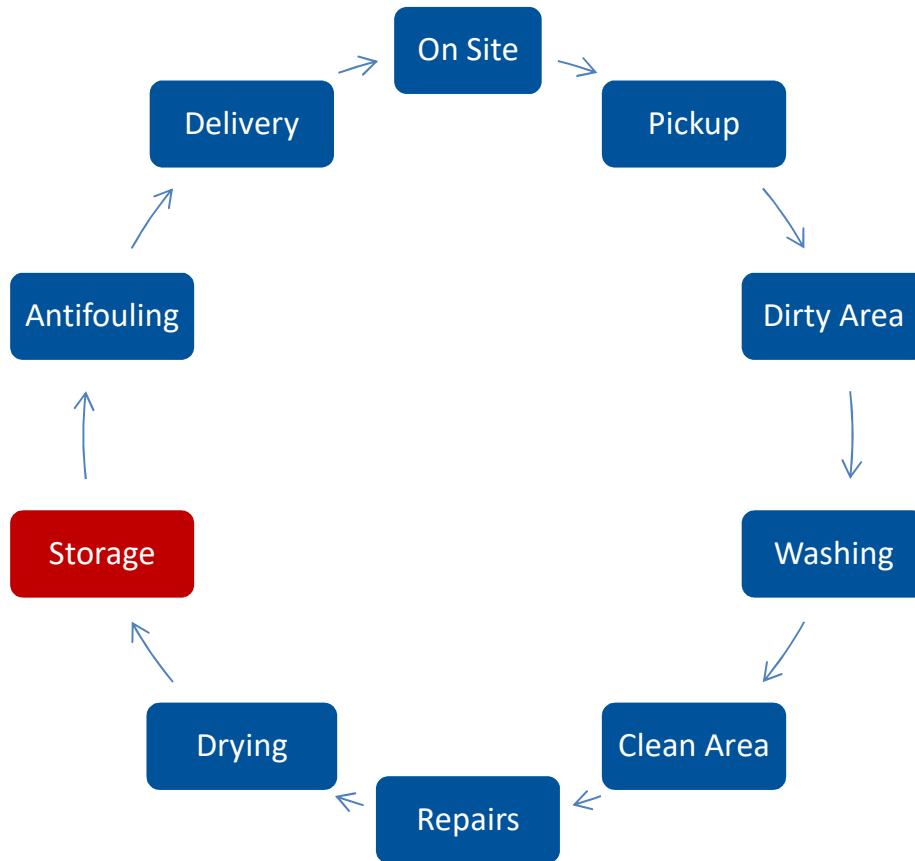 On Site
Pickup
Dirty Area
Washing
Clean Area
Repairs
Drying
Storage
Antifouling
Delivery